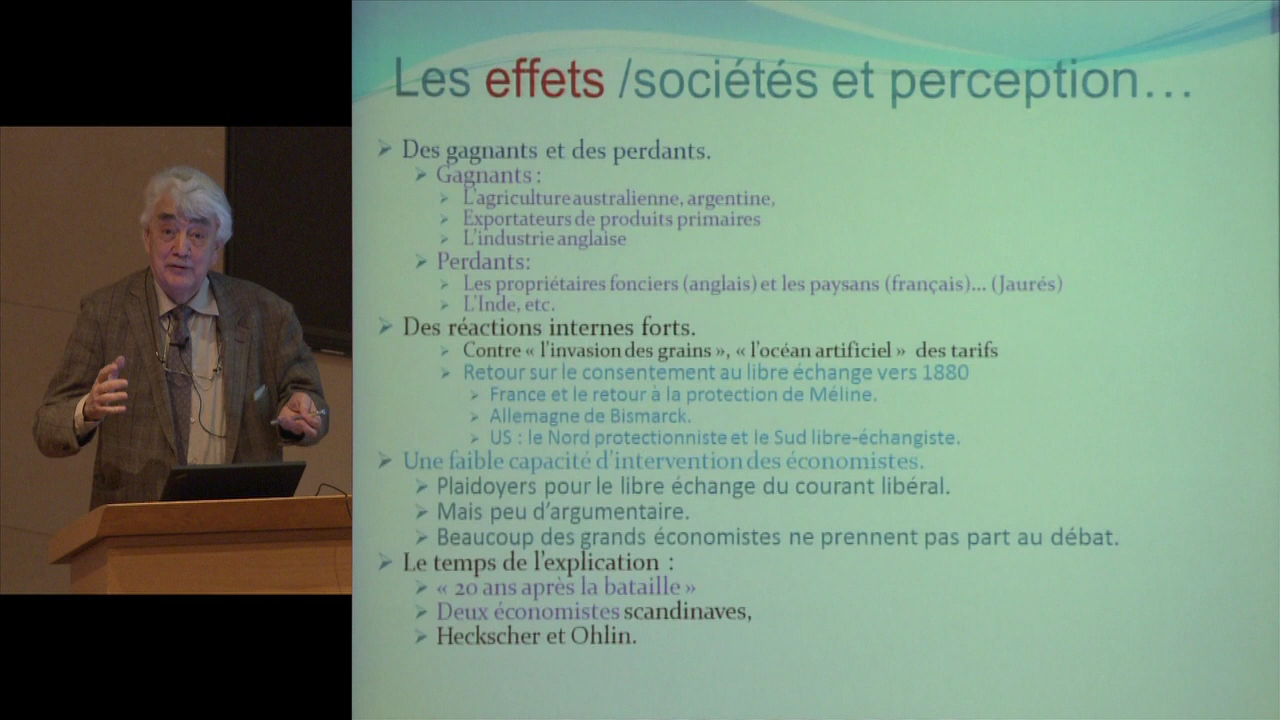 Les effets /sociétés et perception…
Des gagnants et des perdants.
Gagnants :
L'agriculture australienne, argentine,
Exportateurs de produits primaires
L'industrie anglaise
Perdants:
Les propriétaires fonciers (anglais) et les paysans (français)… (Jaurés)
L'Inde, etc.
Des réactions internes forts.
Contre « l'invasion des grains », « l'océan artificiel » des tarifs
Retour sur le consentement au libre échange vers 1880
France et le retour à la protection de Méline.
Allemagne de Bismarck.
US : le Nord protectionniste et le Sud libre-échangiste.
Une faible capacité d'intervention des économistes.
Plaidoyers pour le libre échange du courant libéral.
Mais peu d'argumentaire.
Beaucoup des grands économistes ne prennent pas part au débat.
Le temps de l'explication :
« 20 ans après la bataille »
Deux économistes scandinaves,
Heckscher et Ohlin.